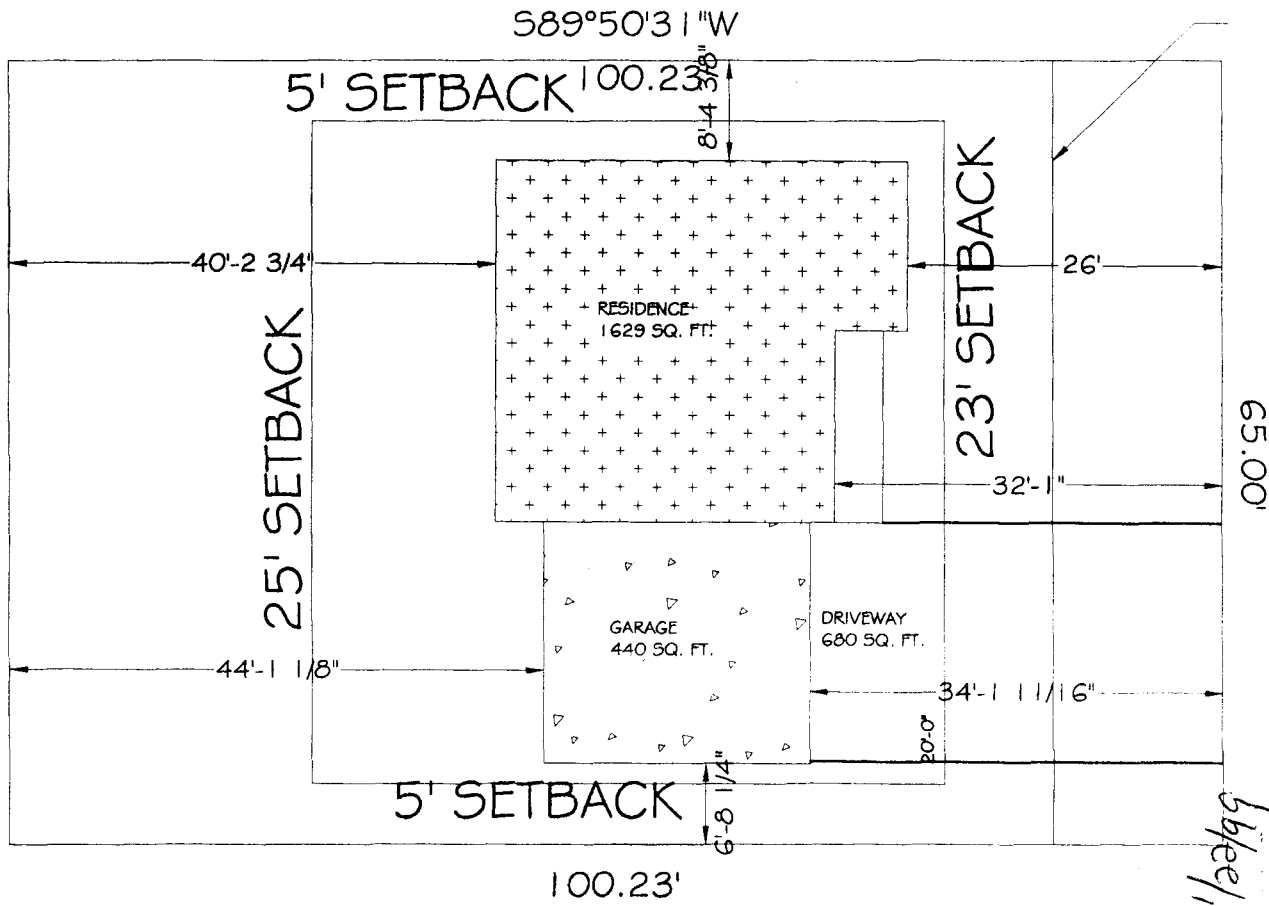 S89°50'31"W
100.23'
5' SETBACK
8'-4 3/8"
40'-2 3/4"
26'
RESIDENCE
1629 SQ. FT.
23' SETBACK
25' SETBACK
65.00'
32'-1"
GARAGE
440 SQ. FT.
DRIVEWAY
680 SQ. FT.
44'-1 1/8"
34'-1 11/16"
20'-0"
5' SETBACK
6'-8 1/4"
100.23'